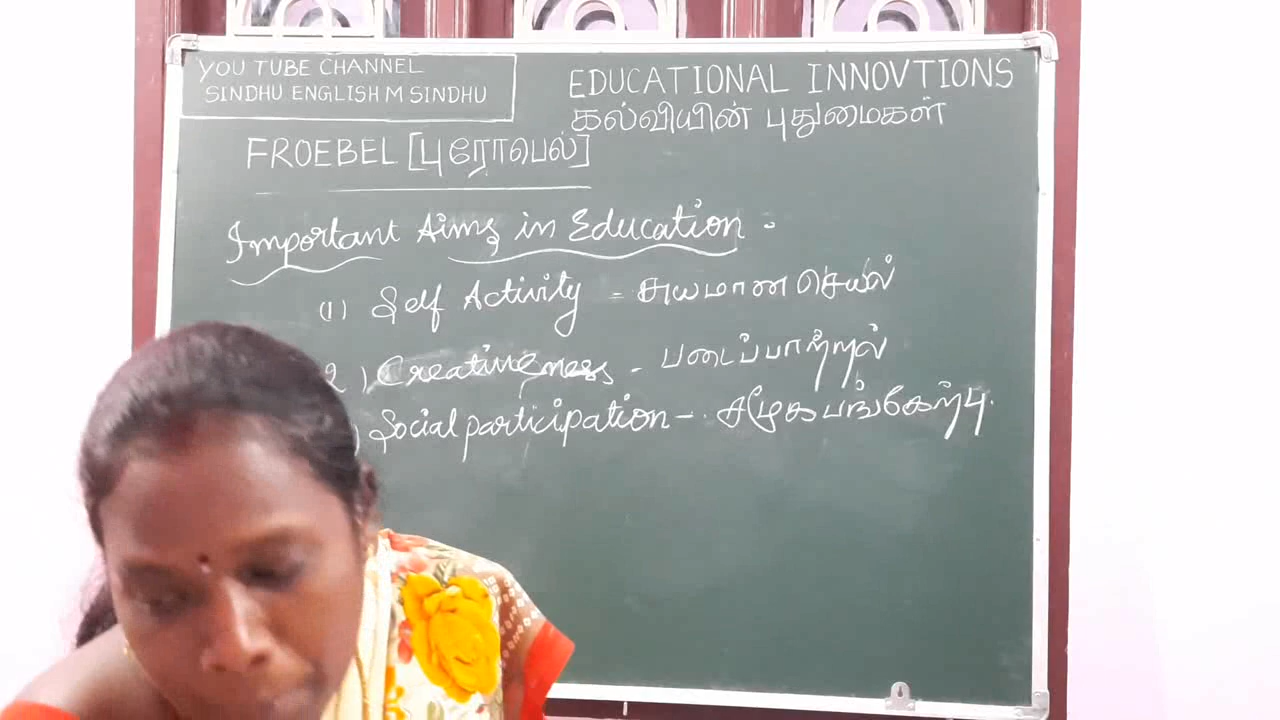 YOU TUBE CHANNEL
SINDHU ENGLISH M SINDHU
EDUCATIONAL INNOVTIONS
கல்வியின் புதுமைகள்
FROEBEL [புரோபெல்]
Important Aims in Education :-
(1) Self Activity = சுயமான செயல்
2) Creativeness - படைப்பாற்றல்
) Social participation - சமூக பங்கேற்பு.